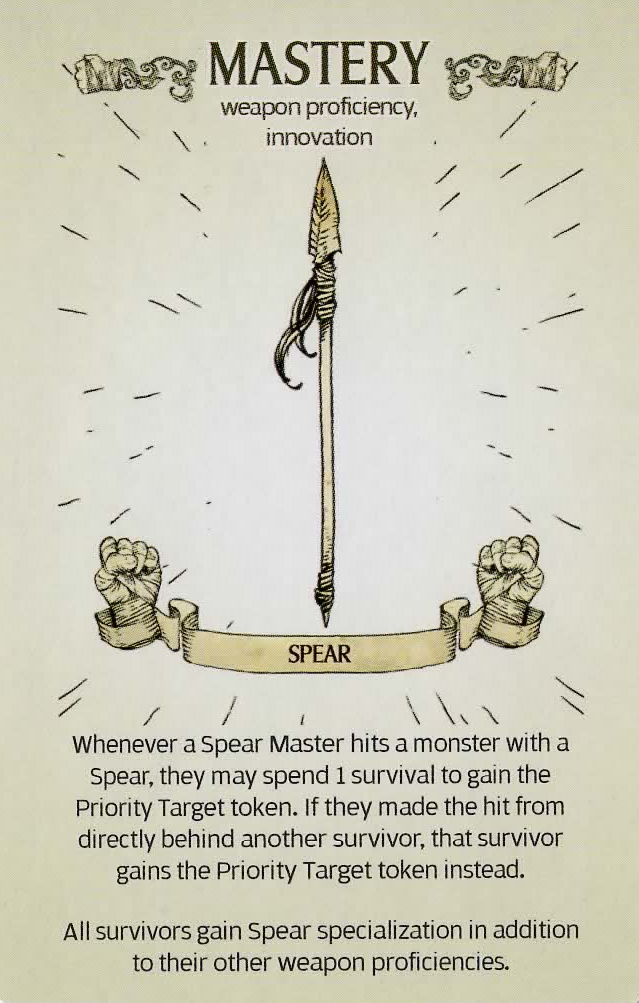 MASTERY
weapon proficiency,
innovation
SPEAR
Whenever a Spear Master hits a monster with a
Spear, they may spend 1 survival to gain the
Priority Target token. If they made the hit from
directly behind another survivor, that survivor
gains the Priority Target token instead.
All survivors gain Spear specialization in addition
to their other weapon proficiencies.